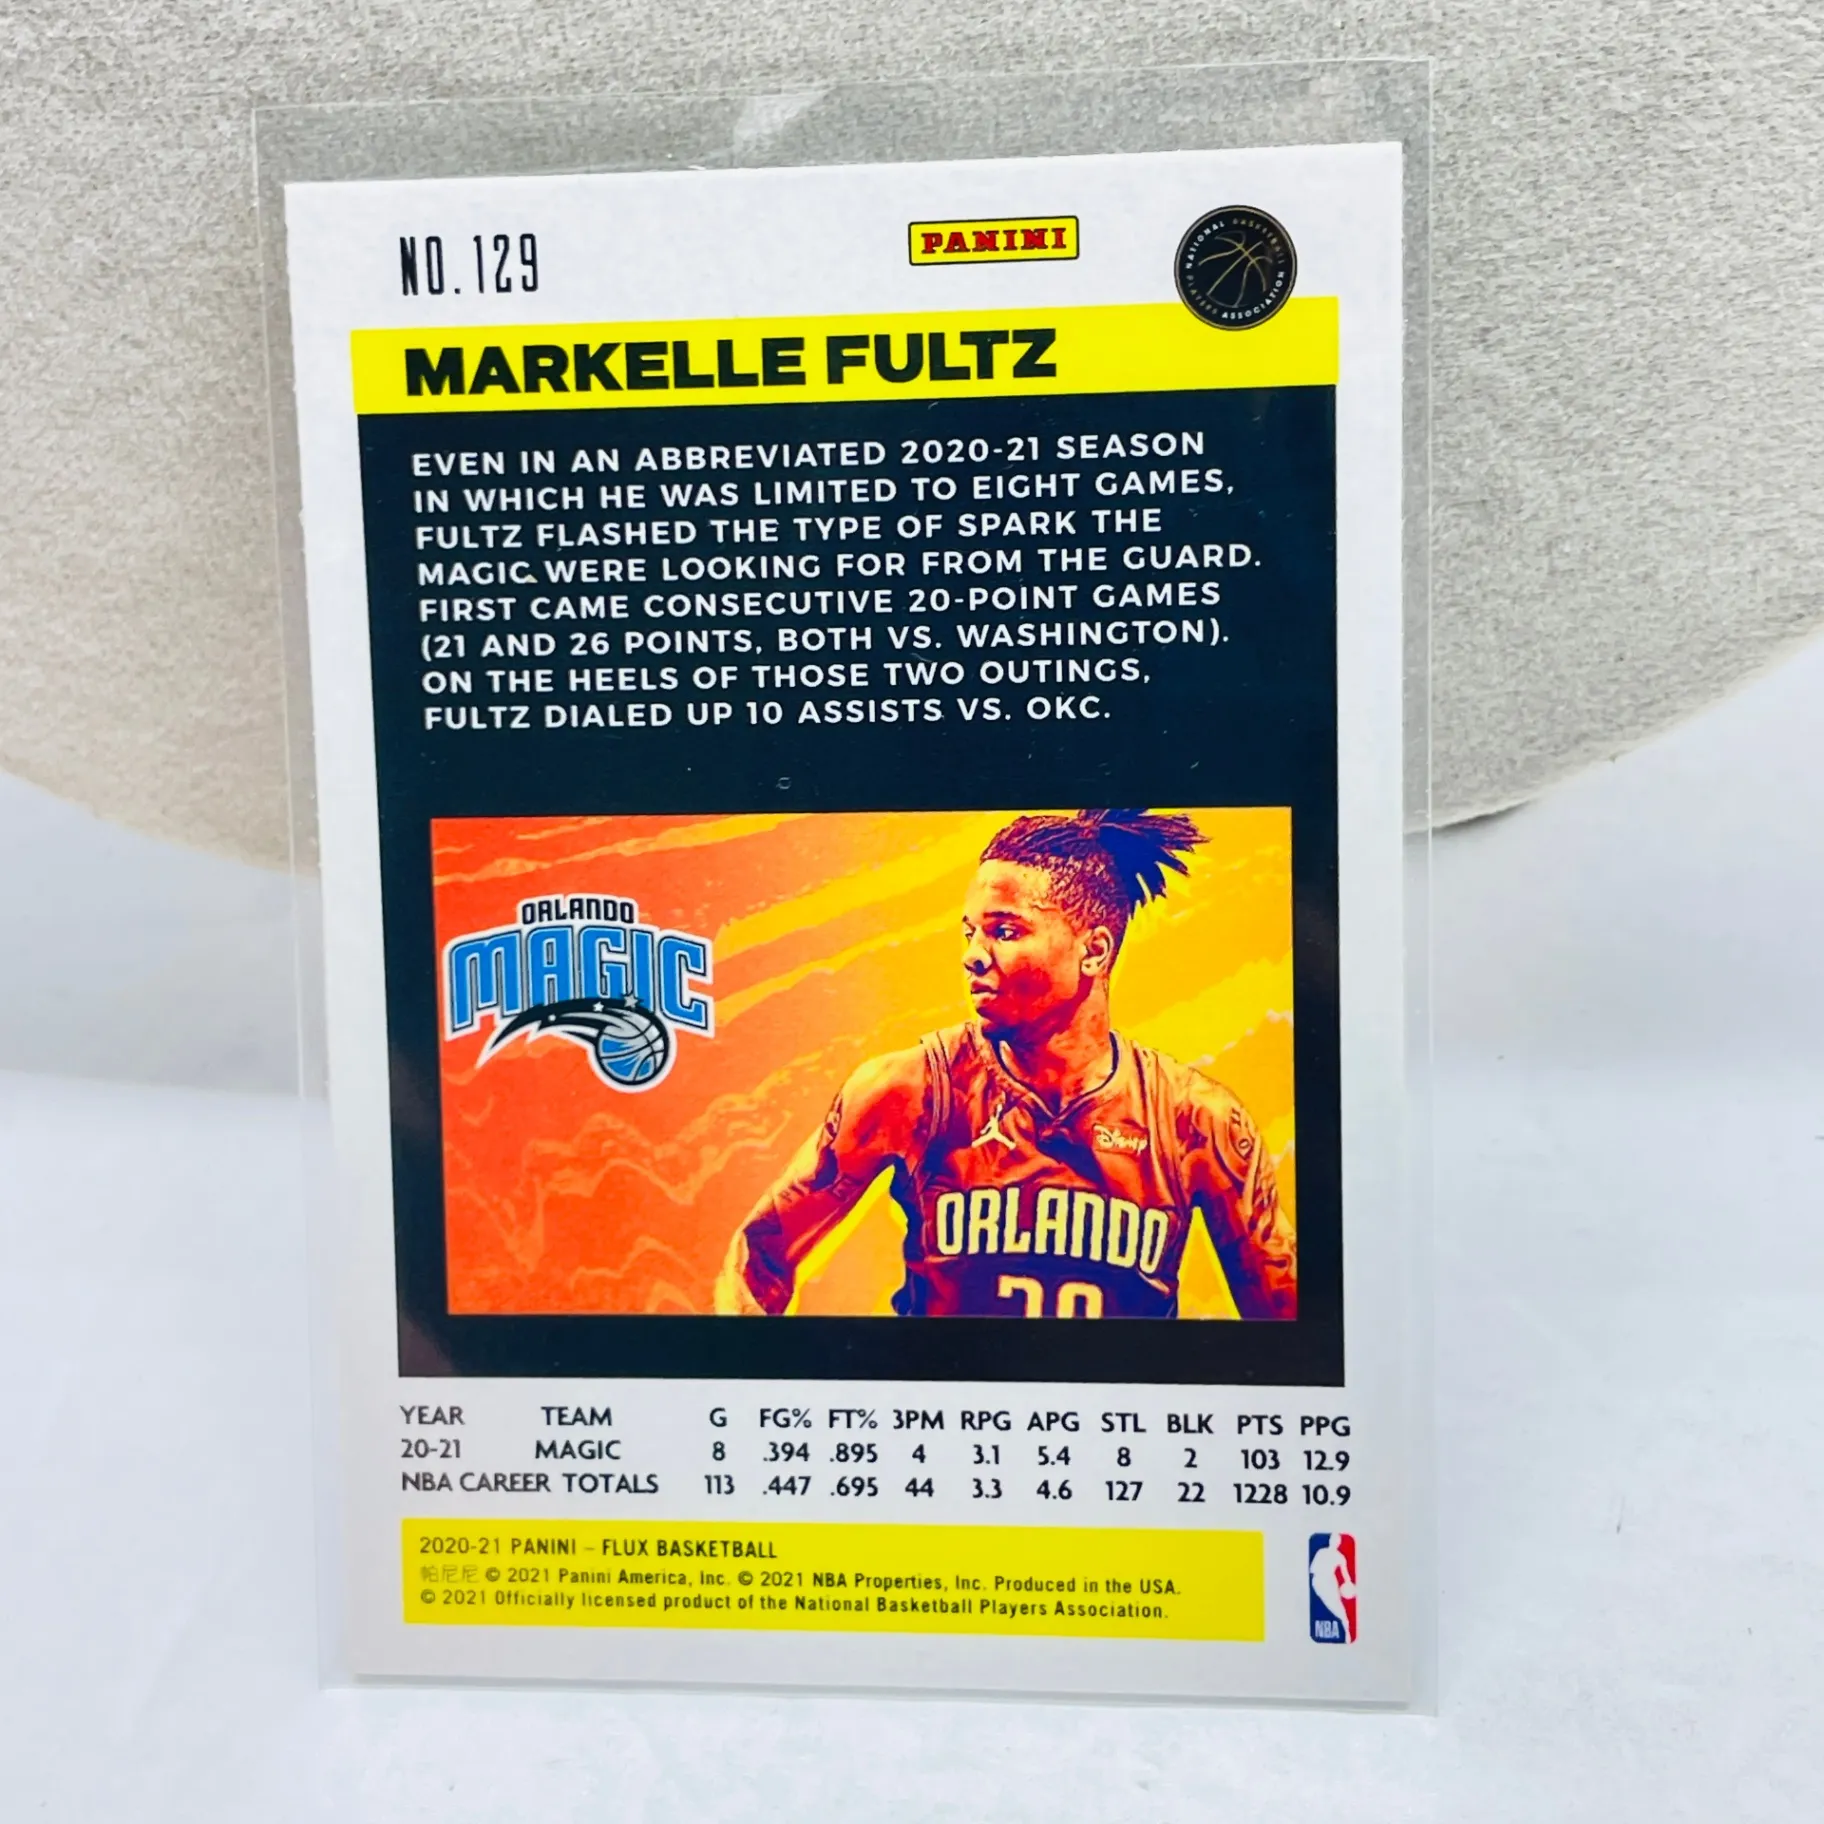 NO. 129
PANINI
NATIONAL BASKETBALL PLAYERS ASSOCIATION
MARKELLE FULTZ
EVEN IN AN ABBREVIATED 2020-21 SEASON
IN WHICH HE WAS LIMITED TO EIGHT GAMES,
FULTZ FLASHED THE TYPE OF SPARK THE
MAGIC WERE LOOKING FOR FROM THE GUARD.
FIRST CAME CONSECUTIVE 20-POINT GAMES
(21 AND 26 POINTS, BOTH VS. WASHINGTON).
ON THE HEELS OF THOSE TWO OUTINGS,
FULTZ DIALED UP 10 ASSISTS VS. OKC.
ORLANDO
MAGIC
Disney
ORLANDO
20
YEAR TEAM G FG% FT% 3PM RPG APG STL BLK PTS PPG
20-21 MAGIC 8 .394 .895 4 3.1 5.4 8 2 103 12.9
NBA CAREER TOTALS 113 .447 .695 44 3.3 4.6 127 22 1228 10.9
2020-21 PANINI – FLUX BASKETBALL
帕尼尼 © 2021 Panini America, Inc. © 2021 NBA Properties, Inc. Produced in the USA.
© 2021 Officially licensed product of the National Basketball Players Association.
NBA